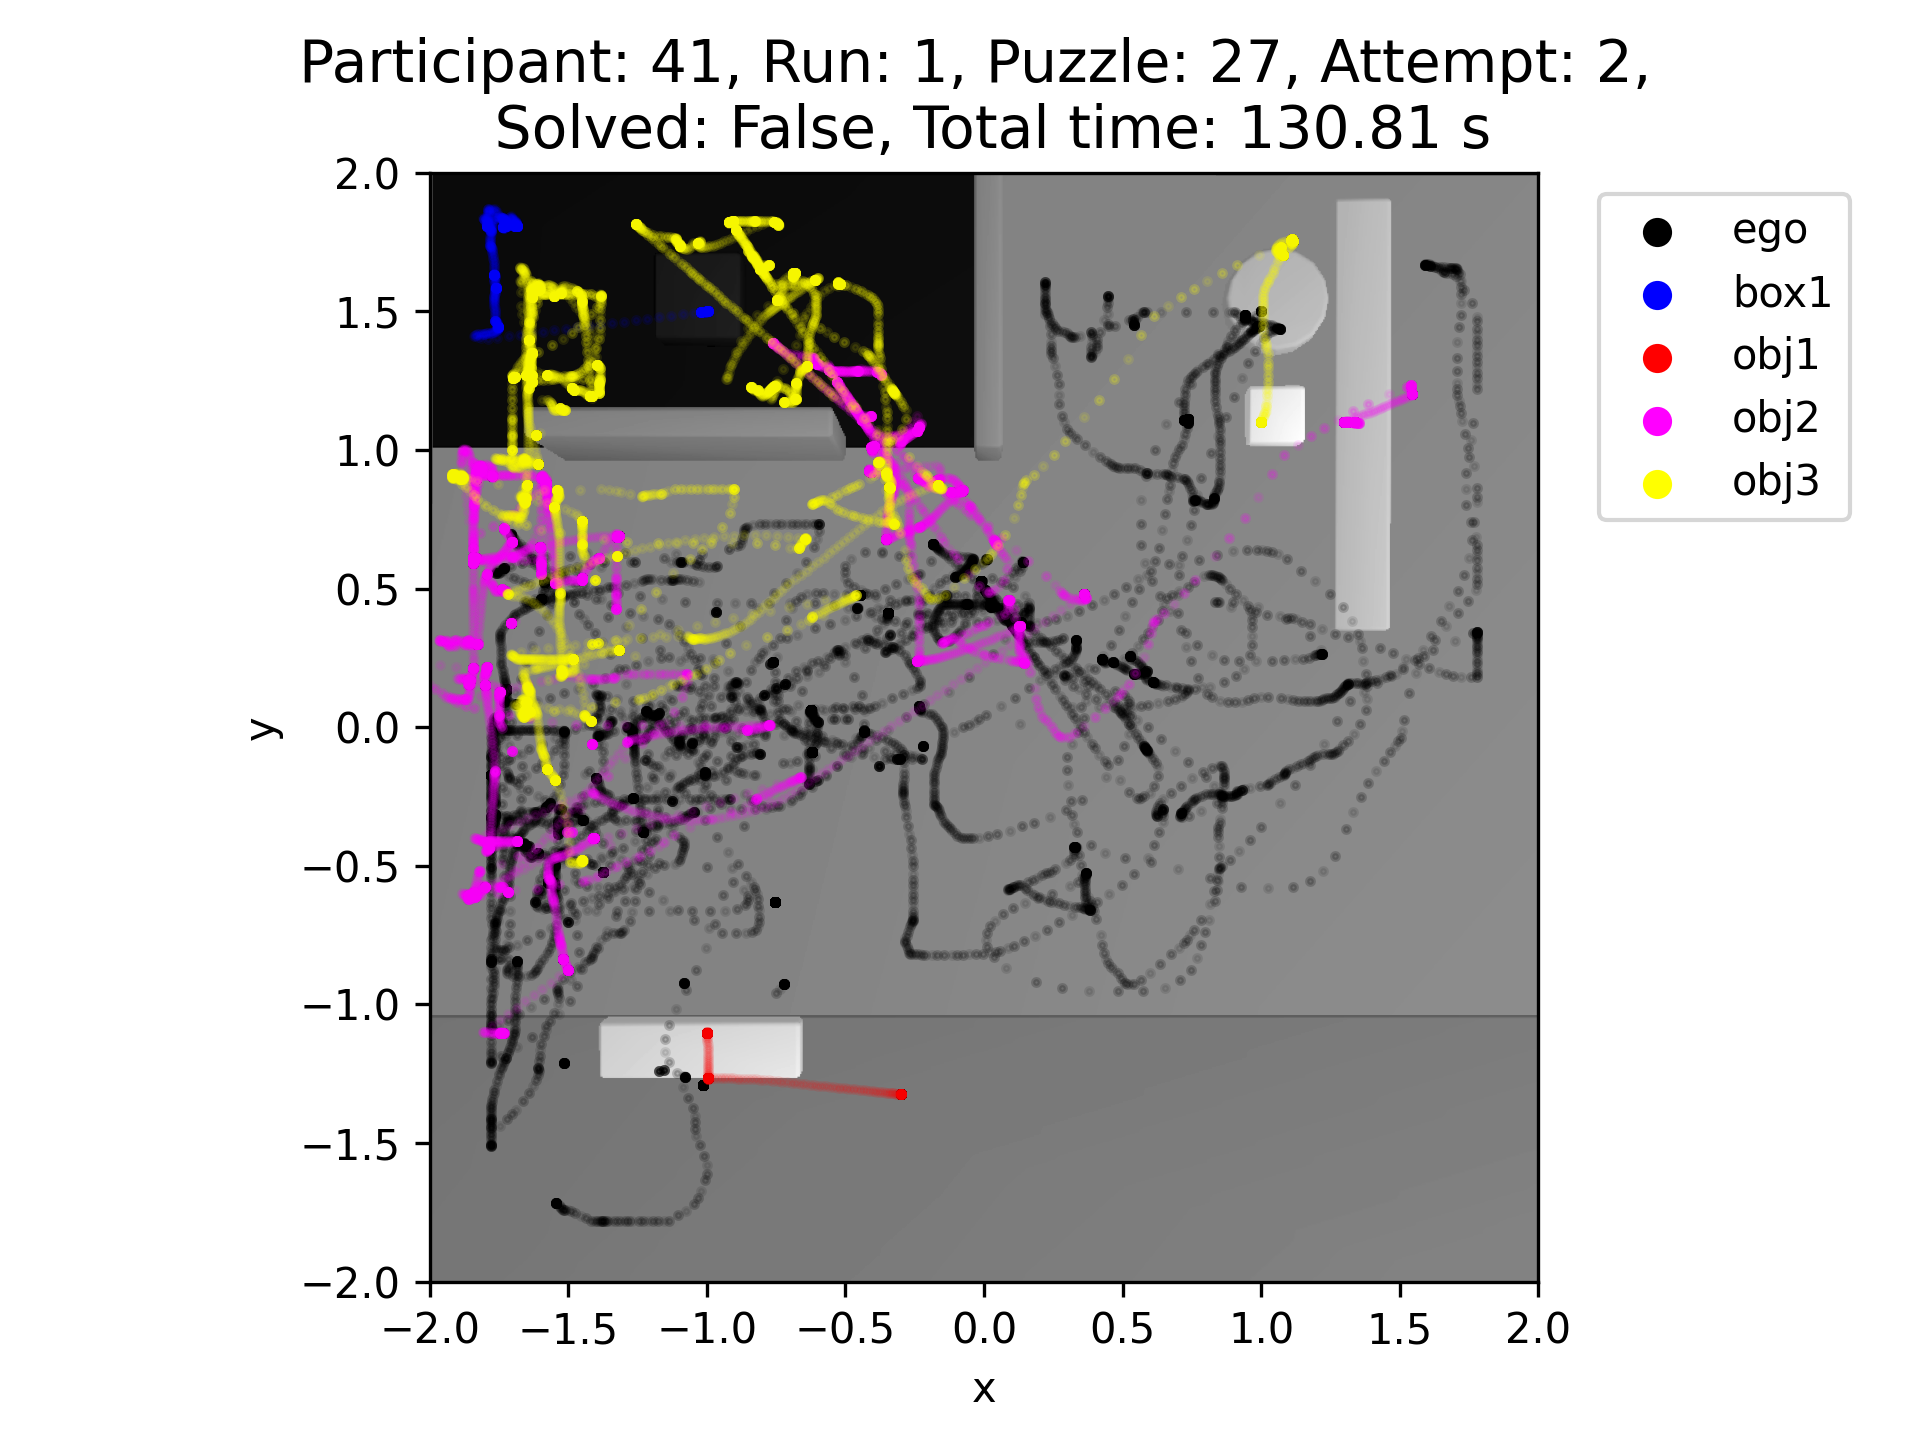 Participant: 41, Run: 1, Puzzle: 27, Attempt: 2,
Solved: False, Total time: 130.81 s
2.0
1.5
1.0
0.5
0.0
−0.5
−1.0
−1.5
−2.0
y
−2.0 −1.5 −1.0 −0.5 0.0 0.5 1.0 1.5 2.0
x
ego
box1
obj1
obj2
obj3